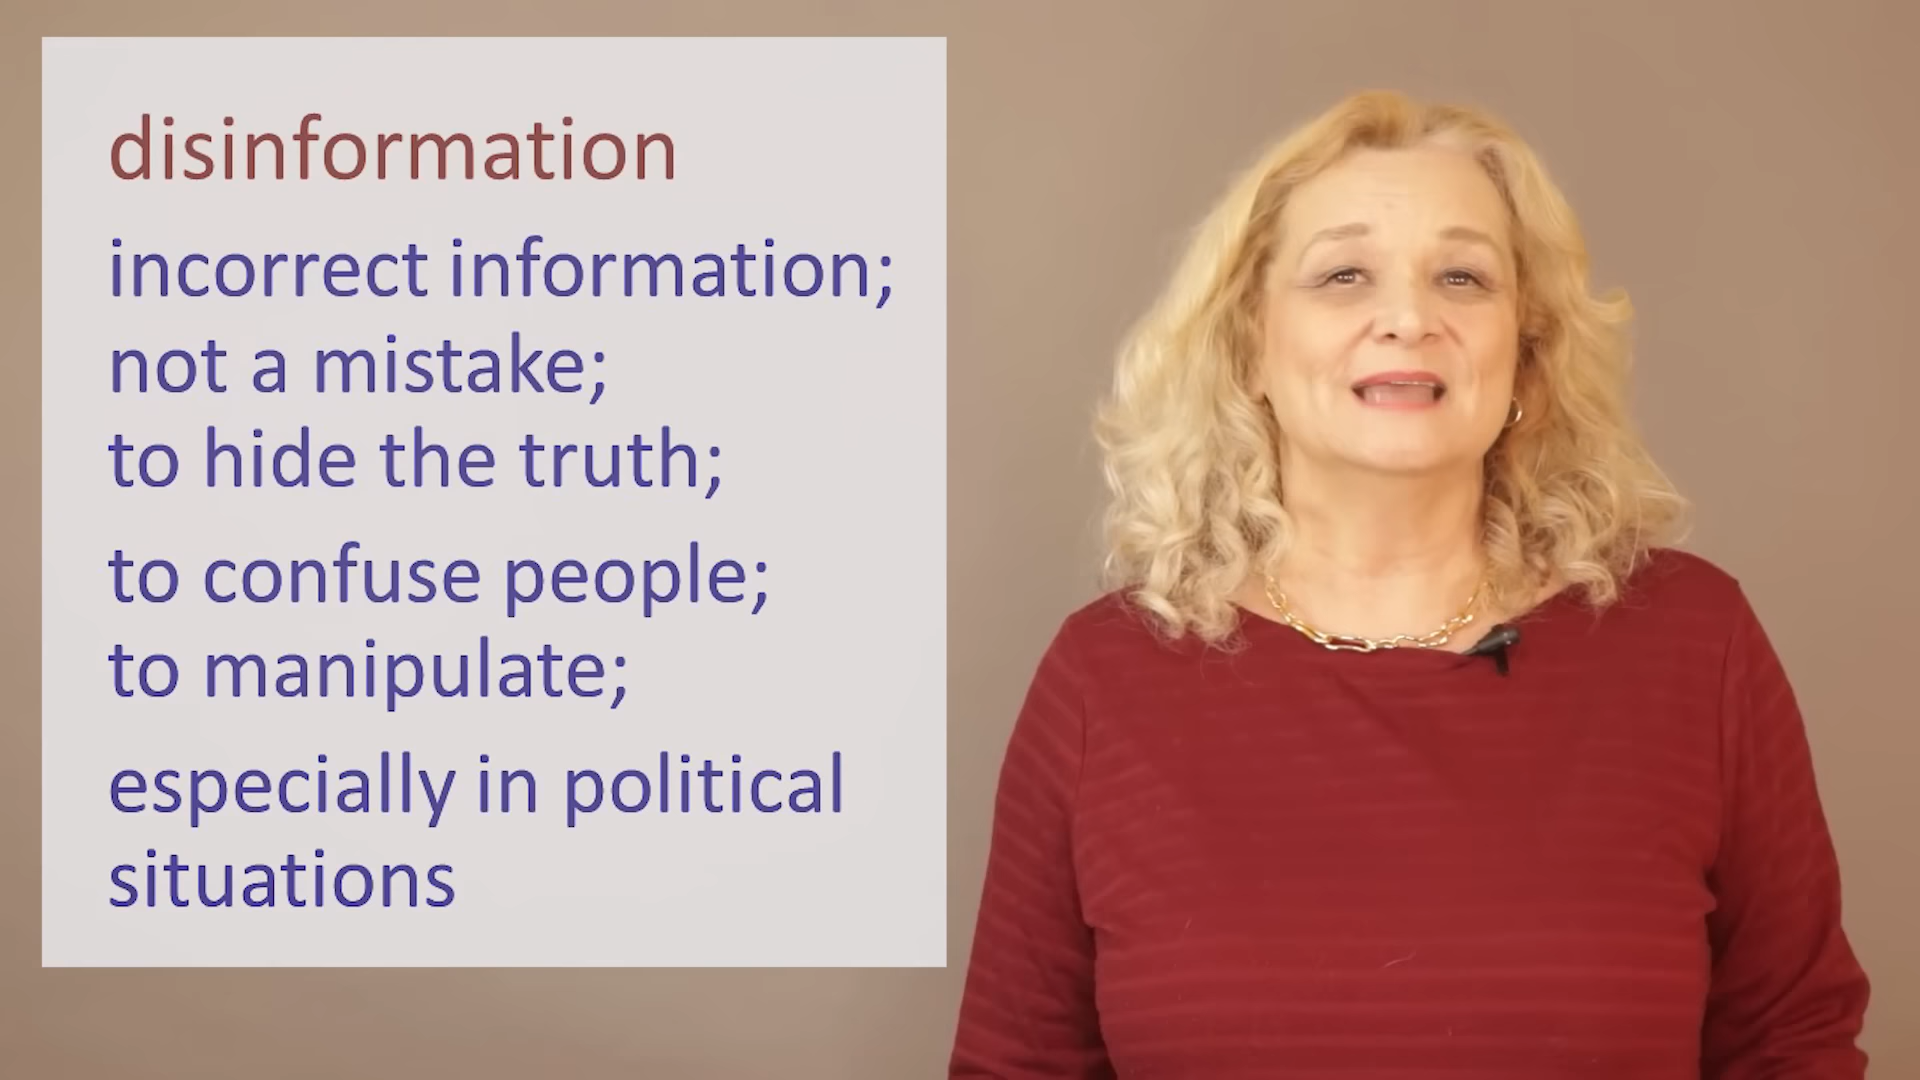 disinformation
incorrect information;
not a mistake;
to hide the truth;
to confuse people;
to manipulate;
especially in political
situations